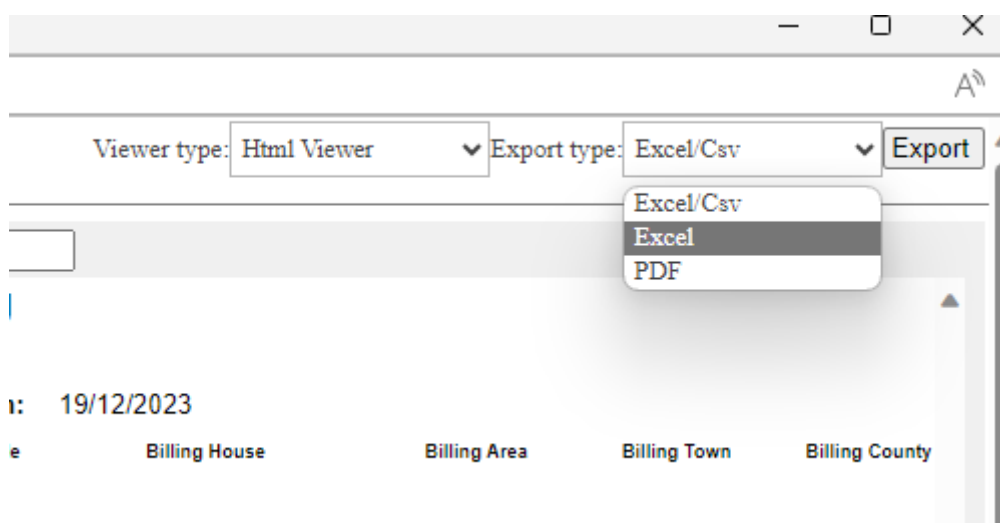 Viewer type: Html Viewer Export type: Excel/Csv Export
Excel/Csv
Excel
PDF
19/12/2023
Billing House Billing Area Billing Town Billing County